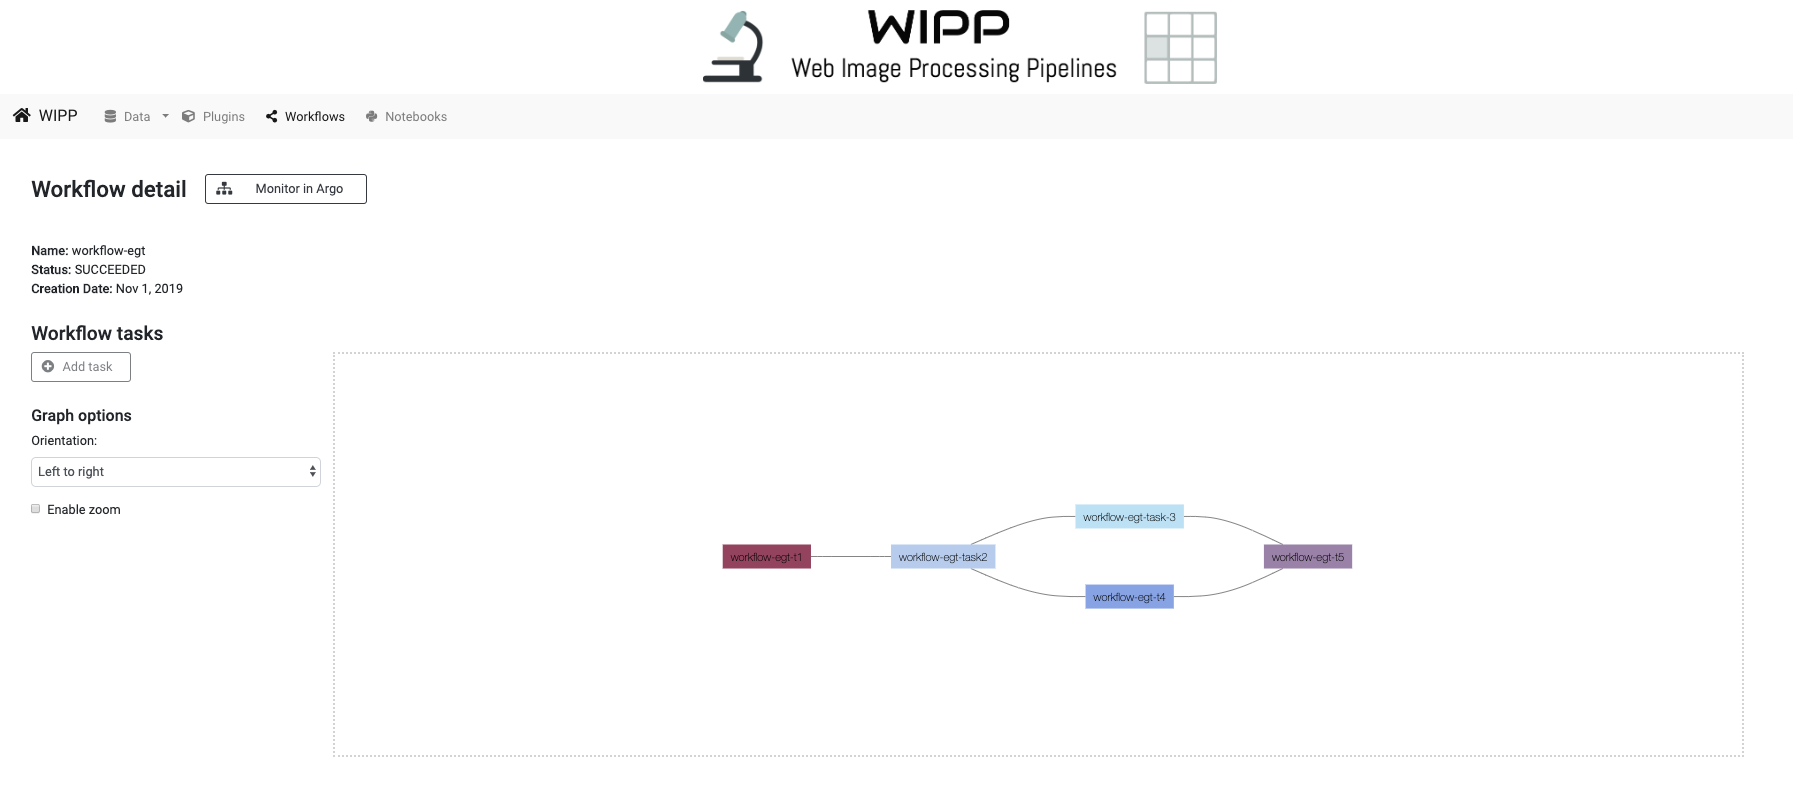 WIPP
Web Image Processing Pipelines
WIPP Data Plugins Workflows Notebooks
Workflow detail Monitor in Argo
Name: workflow-egt
Status: SUCCEEDED
Creation Date: Nov 1, 2019
Workflow tasks
Add task
Graph options
Orientation:
Left to right
Enable zoom
workflow-egt-task-3
workflow-egt-t1 workflow-egt-task2 workflow-egt-t5
workflow-egt-t4